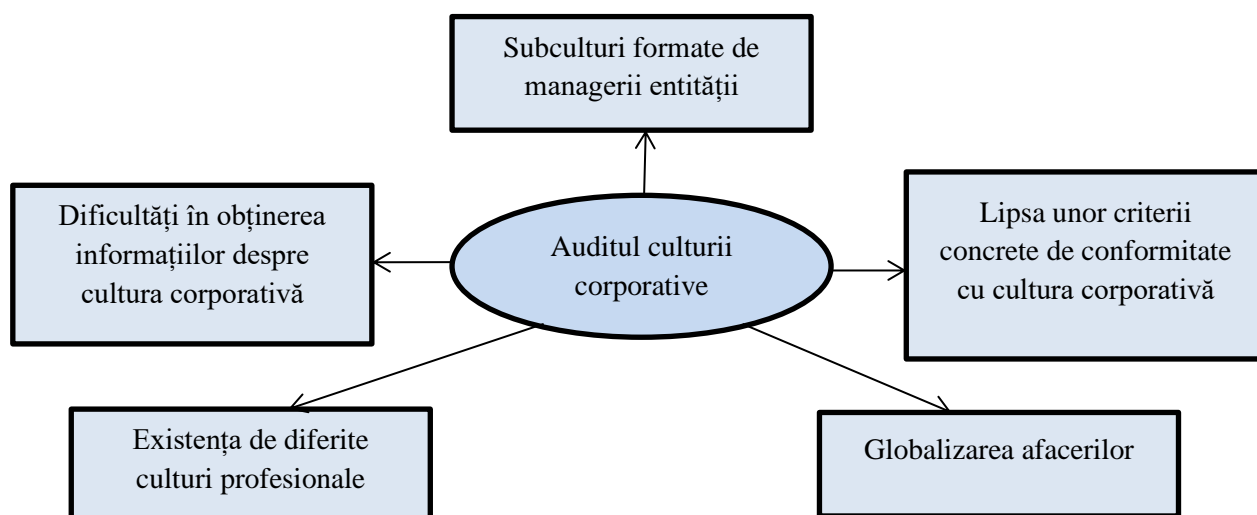 Subculturi formate de
managerii entității
Dificultăți în obținerea
informațiilor despre
cultura corporativă
Auditul culturii
corporative
Lipsa unor criterii
concrete de conformitate
cu cultura corporativă
Existența de diferite
culturi profesionale
Globalizarea afacerilor